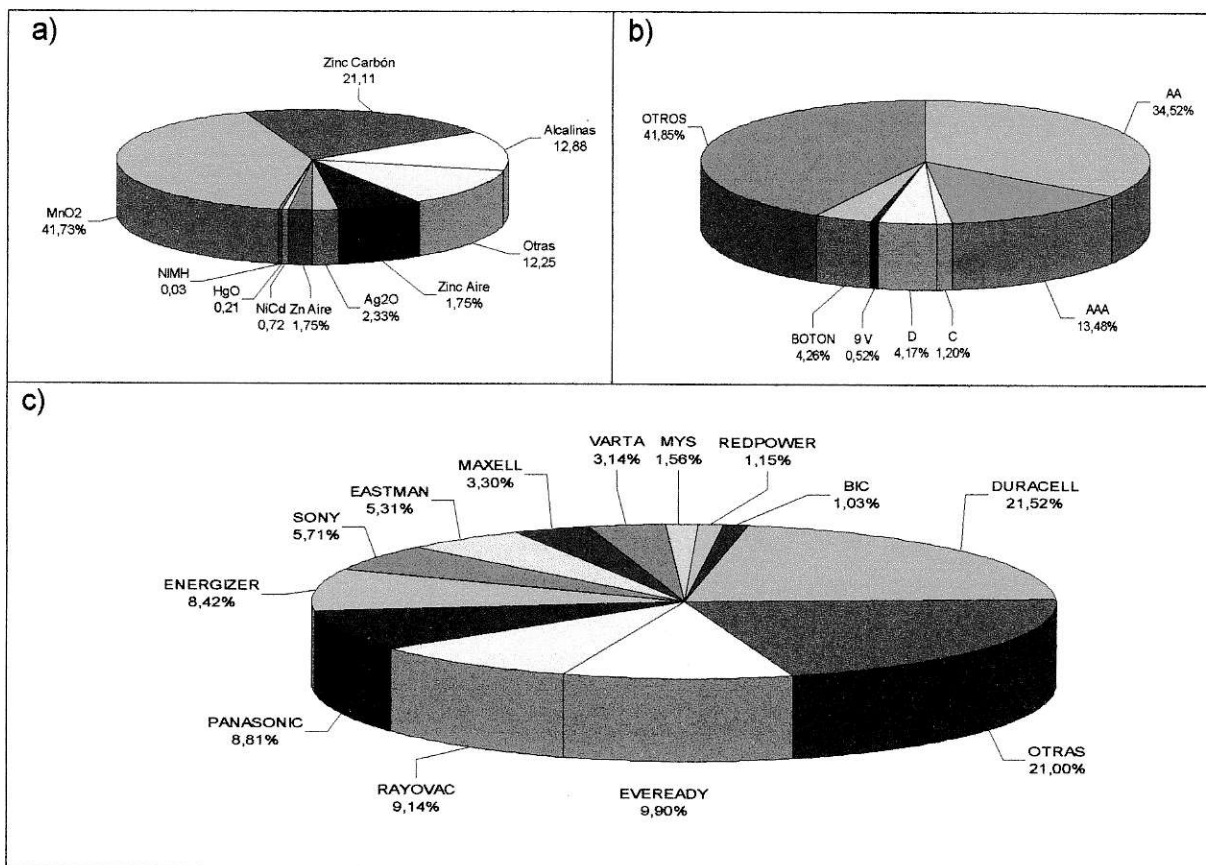 a)
Zinc Carbón
21,11
Alcalinas
12,88
Otras
12,25
Zinc Aire
1,75%
Ag2O
2,33%
Zn Aire
1,75%
NiCd
0,72
HgO
0,21
NIMH
0,03
MnO2
41,73%
b)
AA
34,52%
AAA
13,48%
C
1,20%
D
4,17%
9 V
0,52%
BOTON
4,26%
OTROS
41,85%
c)
VARTA
3,14%
MYS
1,56%
REDPOWER
1,15%
BIC
1,03%
DURACELL
21,52%
OTRAS
21,00%
EVEREADY
9,90%
RAYOVAC
9,14%
PANASONIC
8,81%
ENERGIZER
8,42%
SONY
5,71%
EASTMAN
5,31%
MAXELL
3,30%